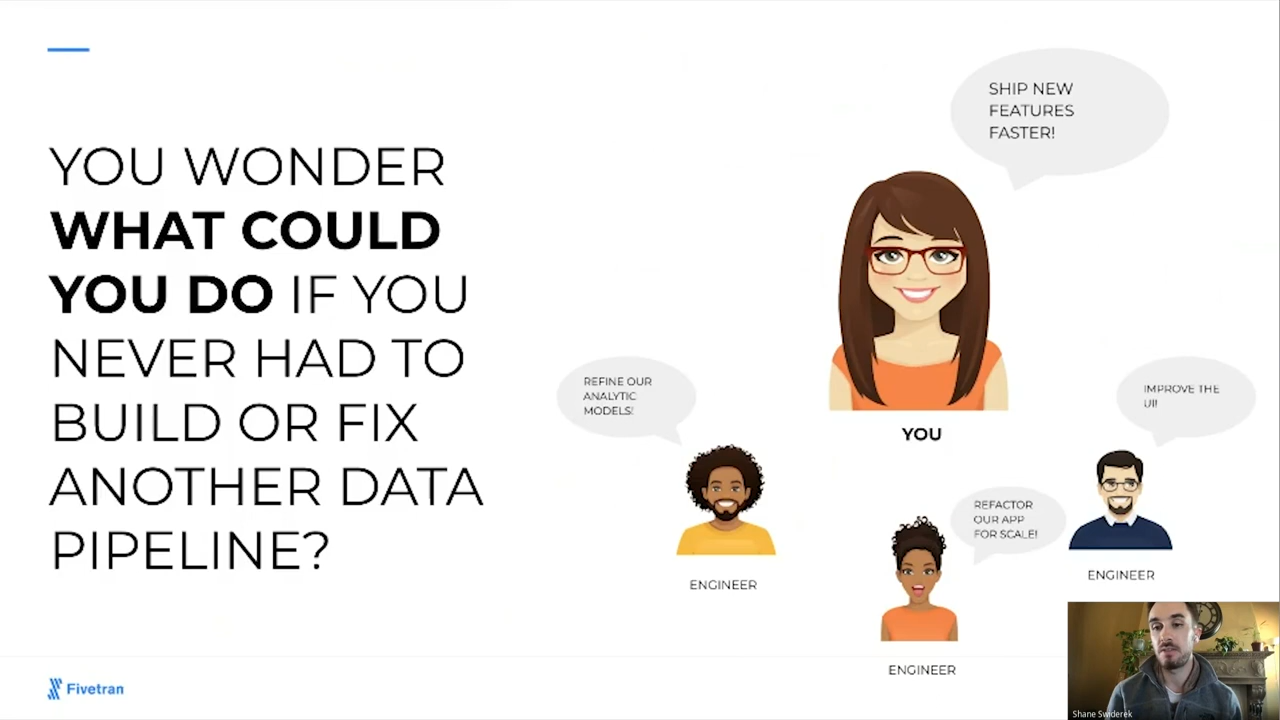 YOU WONDER
WHAT COULD
YOU DO IF YOU
NEVER HAD TO
BUILD OR FIX
ANOTHER DATA
PIPELINE?
SHIP NEW
FEATURES
FASTER!
YOU
REFINE OUR
ANALYTIC
MODELS!
ENGINEER
REFACTOR
OUR APP
FOR SCALE!
ENGINEER
IMPROVE THE
UI!
ENGINEER
Fivetran
Shane Swiderek